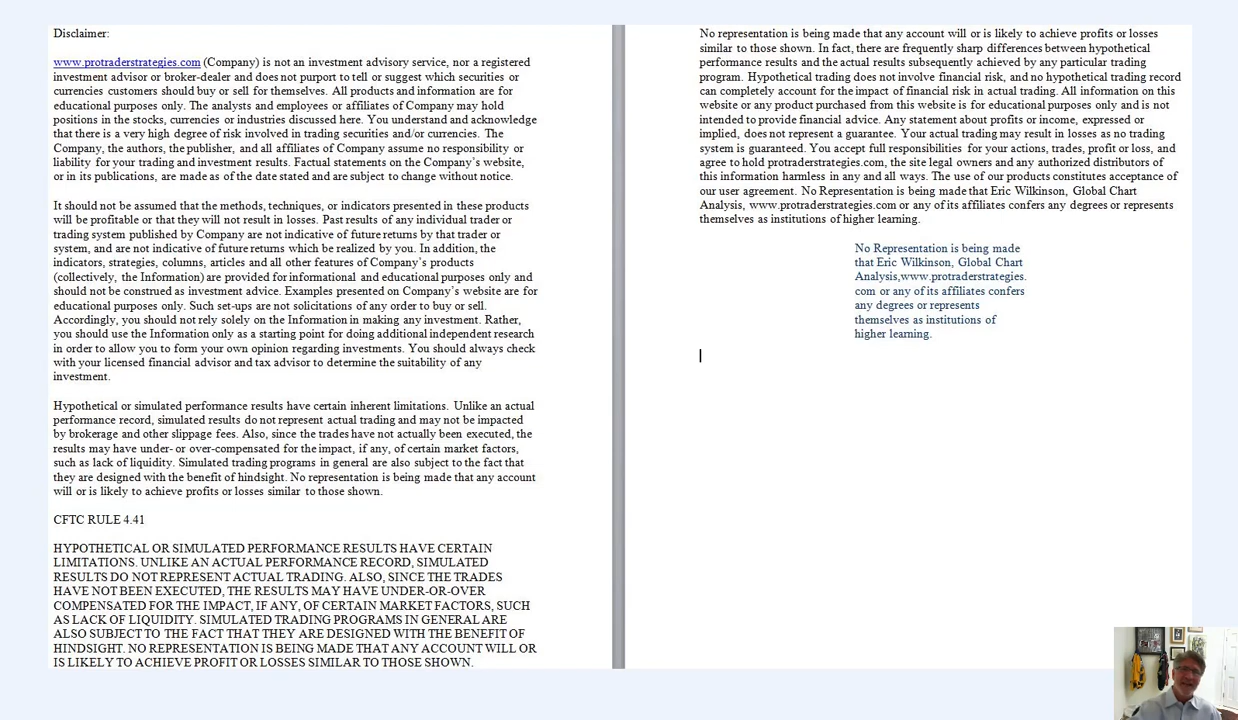 Disclaimer:
www.protraderstrategies.com (Company) is not an investment advisory service, nor a registered
investment advisor or broker-dealer and does not purport to tell or suggest which securities or
currencies customers should buy or sell for themselves. All products and information are for
educational purposes only. The analysts and employees or affiliates of Company may hold
positions in the stocks, currencies or industries discussed here. You understand and acknowledge
that there is a very high degree of risk involved in trading securities and/or currencies. The
Company, the authors, the publisher, and all affiliates of Company assume no responsibility or
liability for your trading and investment results. Factual statements on the Company's website,
or in its publications, are made as of the date stated and are subject to change without notice.
It should not be assumed that the methods, techniques, or indicators presented in these products
will be profitable or that they will not result in losses. Past results of any individual trader or
trading system published by Company are not indicative of future returns by that trader or
system, and are not indicative of future returns which be realized by you. In addition, the
indicators, strategies, columns, articles and all other features of Company's products
(collectively, the Information) are provided for informational and educational purposes only and
should not be construed as investment advice. Examples presented on Company's website are for
educational purposes only. Such set-ups are not solicitations of any order to buy or sell.
Accordingly, you should not rely solely on the Information in making any investment. Rather,
you should use the Information only as a starting point for doing additional independent research
in order to allow you to form your own opinion regarding investments. You should always check
with your licensed financial advisor and tax advisor to determine the suitability of any
investment.
Hypothetical or simulated performance results have certain inherent limitations. Unlike an actual
performance record, simulated results do not represent actual trading and may not be impacted
by brokerage and other slippage fees. Also, since the trades have not actually been executed, the
results may have under- or over-compensated for the impact, if any, of certain market factors,
such as lack of liquidity. Simulated trading programs in general are also subject to the fact that
they are designed with the benefit of hindsight. No representation is being made that any account
will or is likely to achieve profits or losses similar to those shown.
CFTC RULE 4.41
HYPOTHETICAL OR SIMULATED PERFORMANCE RESULTS HAVE CERTAIN
LIMITATIONS. UNLIKE AN ACTUAL PERFORMANCE RECORD, SIMULATED
RESULTS DO NOT REPRESENT ACTUAL TRADING. ALSO, SINCE THE TRADES
HAVE NOT BEEN EXECUTED, THE RESULTS MAY HAVE UNDER-OR-OVER
COMPENSATED FOR THE IMPACT, IF ANY, OF CERTAIN MARKET FACTORS, SUCH
AS LACK OF LIQUIDITY. SIMULATED TRADING PROGRAMS IN GENERAL ARE
ALSO SUBJECT TO THE FACT THAT THEY ARE DESIGNED WITH THE BENEFIT OF
HINDSIGHT. NO REPRESENTATION IS BEING MADE THAT ANY ACCOUNT WILL OR
IS LIKELY TO ACHIEVE PROFIT OR LOSSES SIMILAR TO THOSE SHOWN.
No representation is being made that any account will or is likely to achieve profits or losses
similar to those shown. In fact, there are frequently sharp differences between hypothetical
performance results and the actual results subsequently achieved by any particular trading
program. Hypothetical trading does not involve financial risk, and no hypothetical trading record
can completely account for the impact of financial risk in actual trading. All information on this
website or any product purchased from this website is for educational purposes only and is not
intended to provide financial advice. Any statement about profits or income, expressed or
implied, does not represent a guarantee. Your actual trading may result in losses as no trading
system is guaranteed. You accept full responsibilities for your actions, trades, profit or loss, and
agree to hold protraderstrategies.com, the site legal owners and any authorized distributors of
this information harmless in any and all ways. The use of our products constitutes acceptance of
our user agreement. No Representation is being made that Eric Wilkinson, Global Chart
Analysis, www.protraderstrategies.com or any of its affiliates confers any degrees or represents
themselves as institutions of higher learning.
No Representation is being made
that Eric Wilkinson, Global Chart
Analysis,www.protraderstrategies.
com or any of its affiliates confers
any degrees or represents
themselves as institutions of
higher learning.